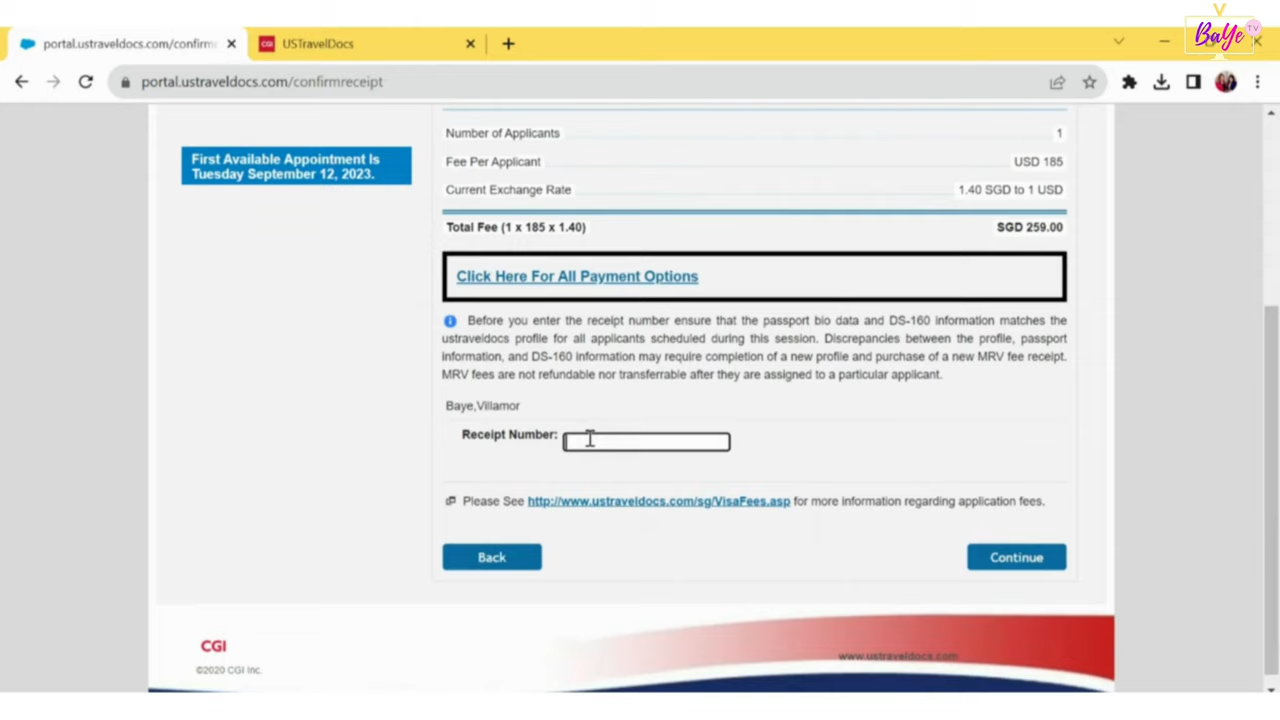 BaYe TV
portal.ustraveldocs.com/confirm
CGI USTravelDocs
portal.ustraveldocs.com/confirmreceipt
First Available Appointment Is
Tuesday September 12, 2023.
Number of Applicants 1
Fee Per Applicant USD 185
Current Exchange Rate 1.40 SGD to 1 USD
Total Fee (1 x 185 x 1.40) SGD 259.00
Click Here For All Payment Options
Before you enter the receipt number ensure that the passport bio data and DS-160 information matches the
ustraveldocs profile for all applicants scheduled during this session. Discrepancies between the profile, passport
information, and DS-160 information may require completion of a new profile and purchase of a new MRV fee receipt.
MRV fees are not refundable nor transferrable after they are assigned to a particular applicant.
Baye,Villamor
Receipt Number:
Please See http://www.ustraveldocs.com/sg/VisaFees.asp for more information regarding application fees.
Back
Continue
CGI
©2020 CGI Inc.
www.ustraveldocs.com